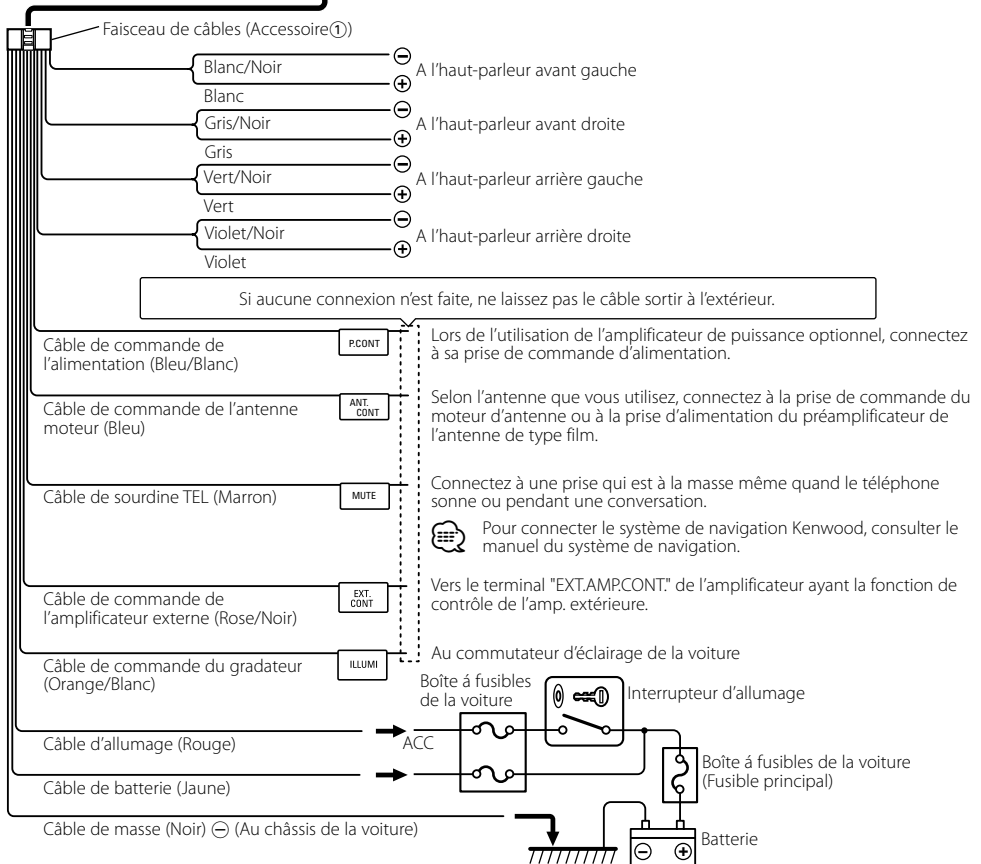 Faisceau de câbles (Accessoire①)
Blanc/Noir
⊖
A l'haut-parleur avant gauche
⊕
Blanc
⊖
Gris/Noir
A l'haut-parleur avant droite
⊕
Gris
⊖
Vert/Noir
A l'haut-parleur arrière gauche
⊕
Vert
⊖
Violet/Noir
A l'haut-parleur arrière droite
⊕
Violet
Si aucune connexion n'est faite, ne laissez pas le câble sortir à l'extérieur.
Câble de commande de
l'alimentation (Bleu/Blanc)
P.CONT
Lors de l'utilisation de l'amplificateur de puissance optionnel, connectez
à sa prise de commande d'alimentation.
Câble de commande de l'antenne
moteur (Bleu)
ANT.
CONT
Selon l'antenne que vous utilisez, connectez à la prise de commande du
moteur d'antenne ou à la prise d'alimentation du préamplificateur de
l'antenne de type film.
Câble de sourdine TEL (Marron)
MUTE
Connectez à une prise qui est à la masse même quand le téléphone
sonne ou pendant une conversation.
Pour connecter le système de navigation Kenwood, consulter le
manuel du système de navigation.
Câble de commande de
l'amplificateur externe (Rose/Noir)
EXT.
CONT
Vers le terminal "EXT.AMP.CONT." de l'amplificateur ayant la fonction de
contrôle de l'amp. extérieure.
Câble de commande du gradateur
(Orange/Blanc)
ILLUMI
Au commutateur d'éclairage de la voiture
Boîte á fusibles
de la voiture
Interrupteur d'allumage
Câble d'allumage (Rouge)
ACC
Boîte á fusibles de la voiture
(Fusible principal)
Câble de batterie (Jaune)
Câble de masse (Noir) ⊖ (Au châssis de la voiture)
Batterie
⊖ ⊕